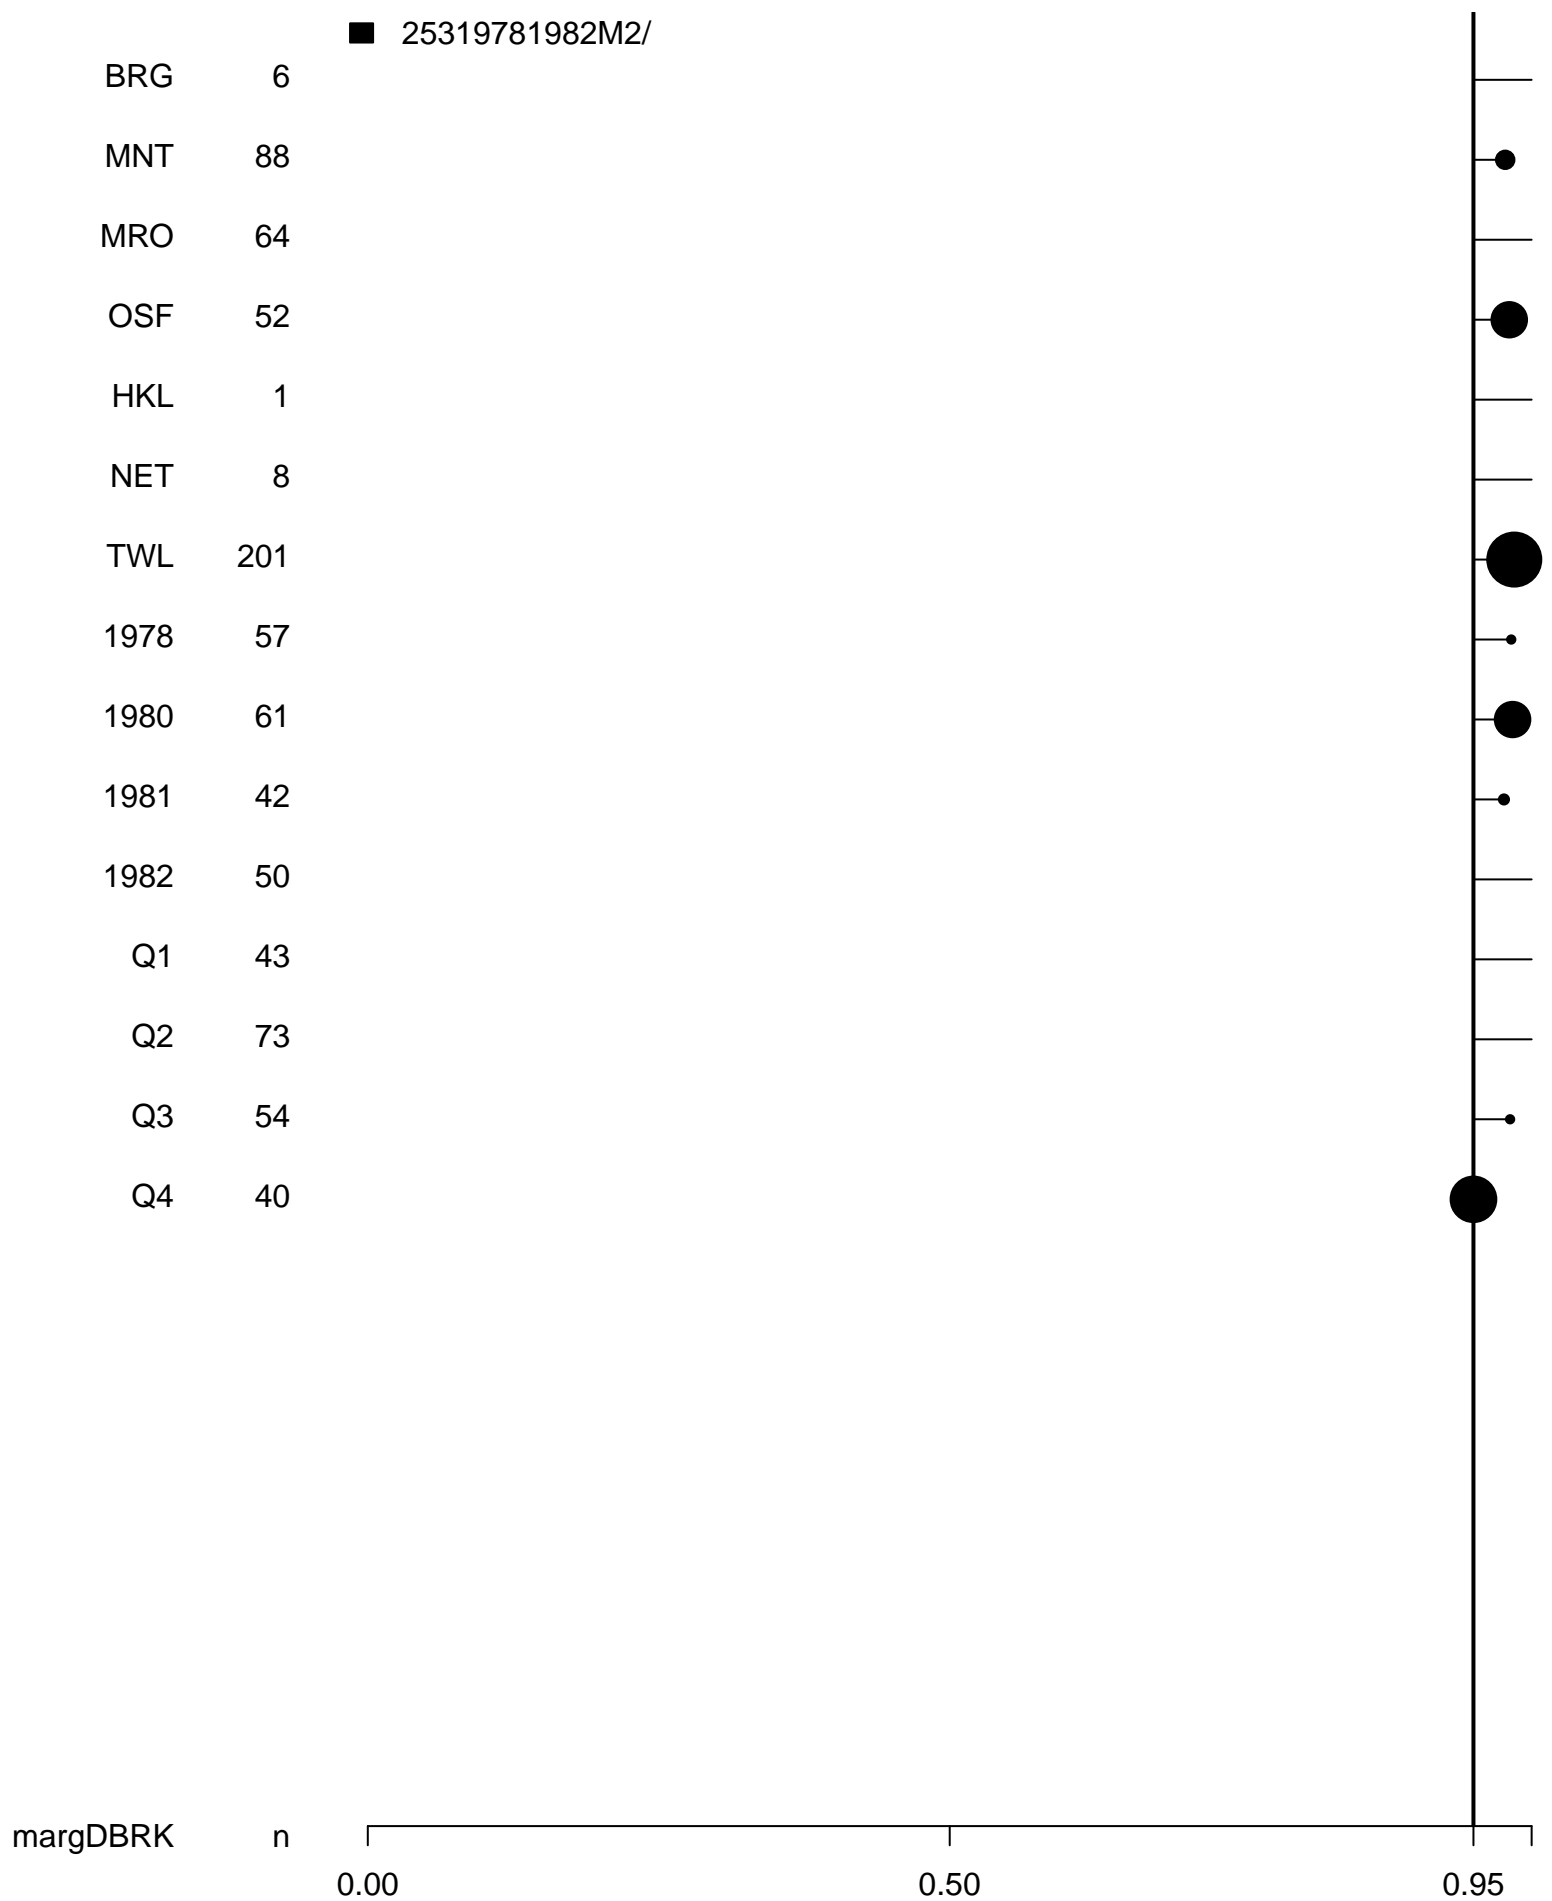 25319781982M2/
BRG 6
MNT 88
MRO 64
OSF 52
HKL 1
NET 8
TWL 201
1978 57
1980 61
1981 42
1982 50
Q1 43
Q2 73
Q3 54
Q4 40
margDBRK n
0.00 0.50 0.95